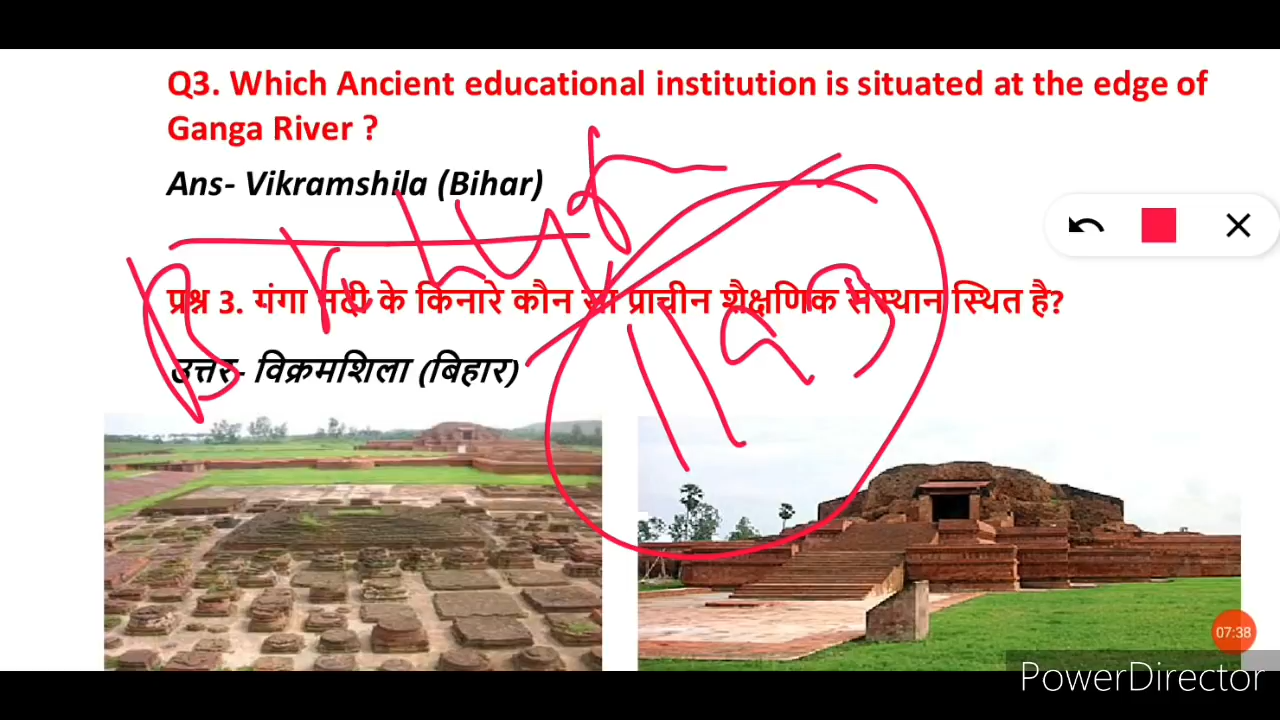 Q3. Which Ancient educational institution is situated at the edge of
Ganga River ?
Ans- Vikramshila (Bihar)
प्रश्न 3. गंगा नदी के किनारे कौन सा प्राचीन शैक्षणिक संस्थान स्थित है?
उत्तर- विक्रमशिला (बिहार)
1193
07:38
PowerDirector